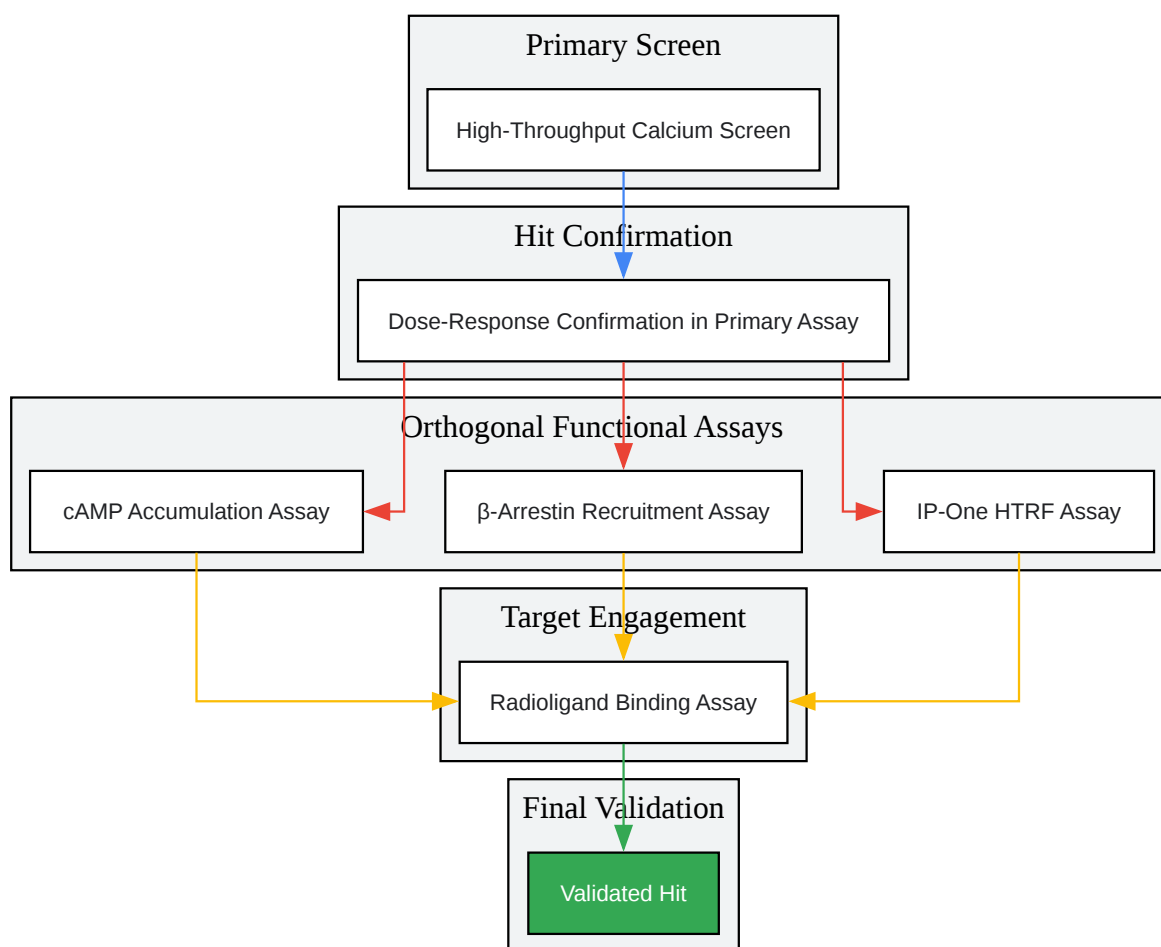 Primary Screen
High-Throughput Calcium Screen
Hit Confirmation
Dose-Response Confirmation in Primary Assay
Orthogonal Functional Assays
cAMP Accumulation Assay
β-Arrestin Recruitment Assay
IP-One HTRF Assay
Target Engagement
Radioligand Binding Assay
Final Validation
Validated Hit